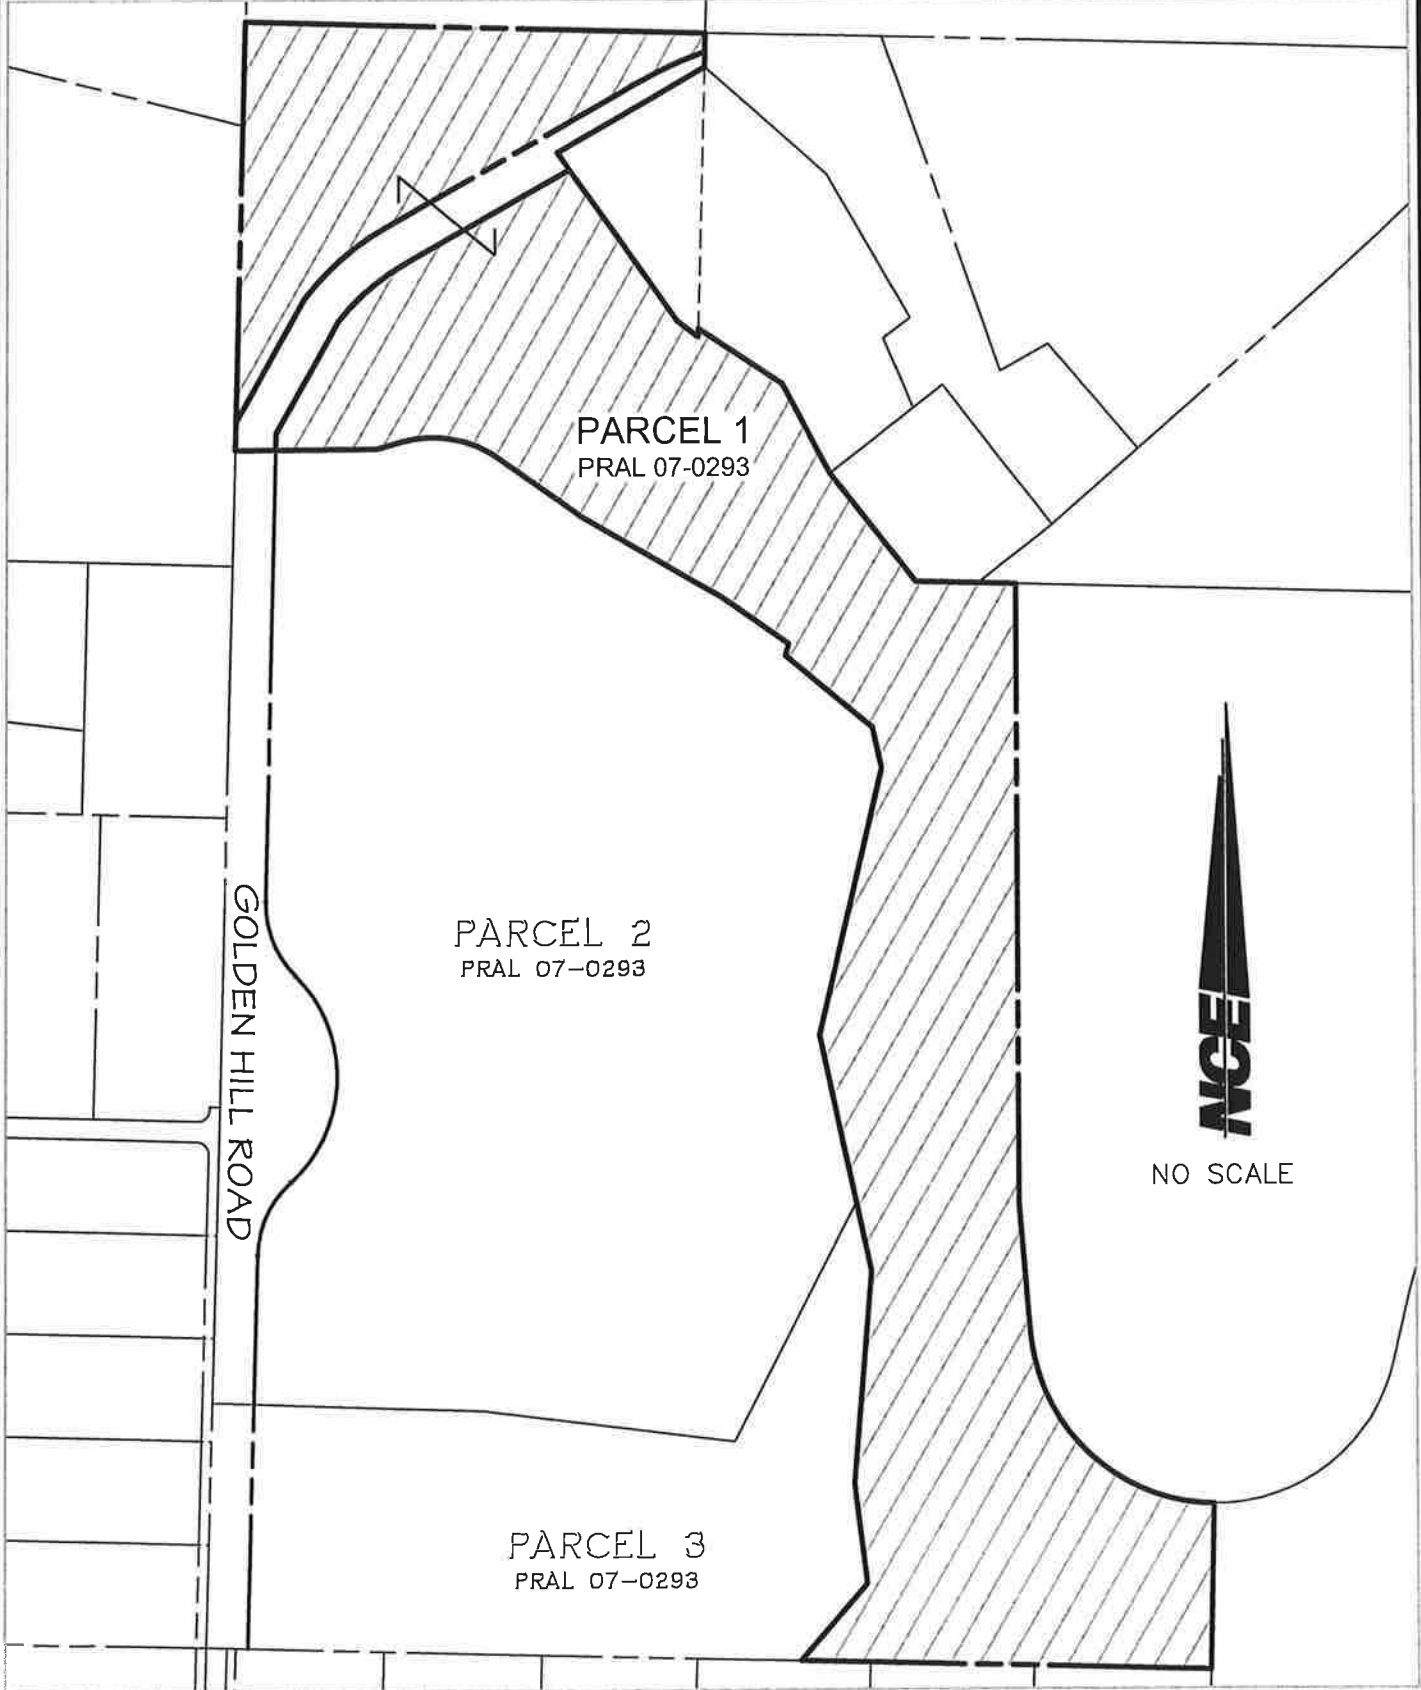 PARCEL 1
PRAL 07-0293
PARCEL 2
PRAL 07-0293
GOLDEN HILL ROAD
NCE
NO SCALE
PARCEL 3
PRAL 07-0293